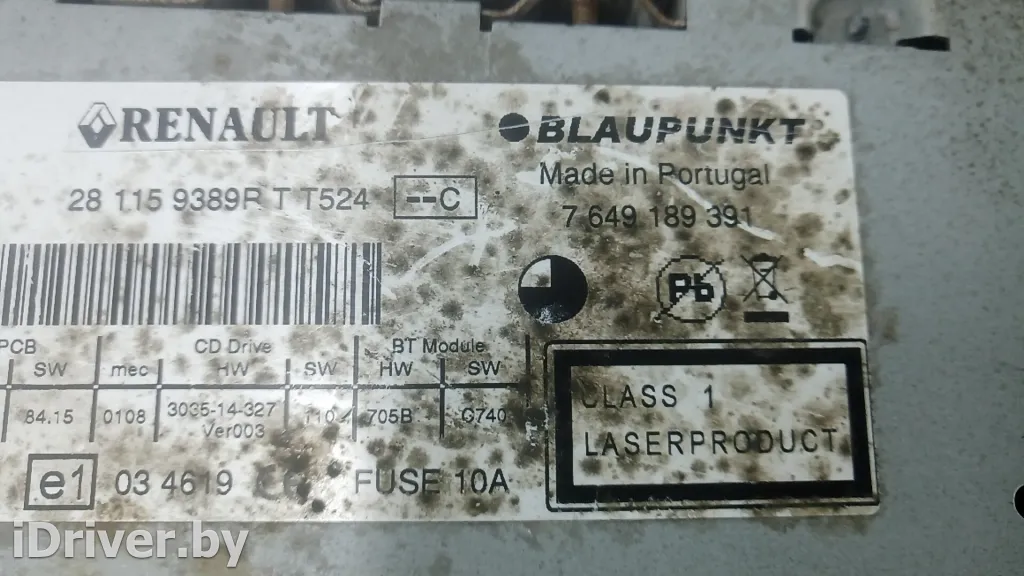 RENAULT
BLAUPUNKT
Made in Portugal
28 115 9389R T T524 --C
7 649 189 391
Pb
PCB CD Drive BT Module
SW mec HW SW HW SW
84.15 0108 3035-14-327 705B G740
Ver003
CLASS 1
LASERPRODUCT
e1 03 4619 FUSE 10A
iDriver.by